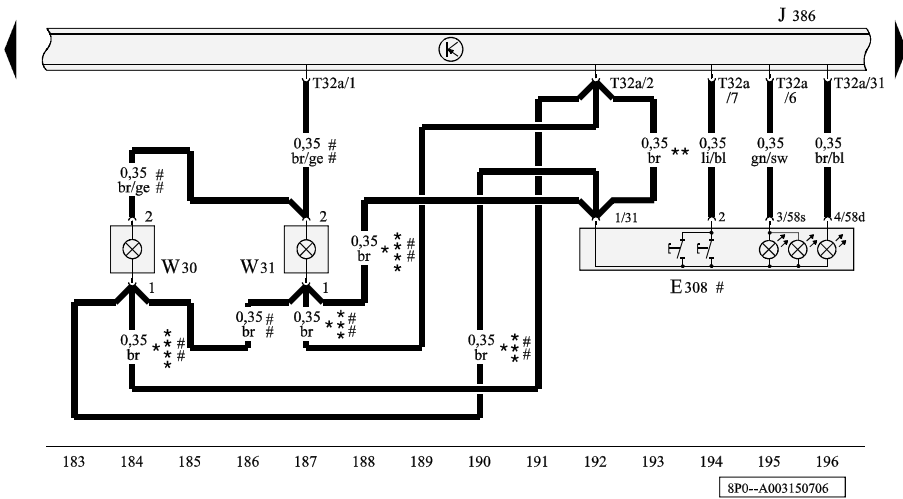 J 386
T32a/1
T32a/2
T32a
/7
T32a
/6
T32a/31
0,35 #
br/ge #
0,35 #
br/ge #
0,35
br
**
0,35
li/bl
0,35
gn/sw
0,35
br/bl
2
2
1/31
2
3/58s
4/58d
W30
W31
0,35
br
* *** ##
E308 #
1
1
0,35
br
* **** ##
0,35 #
br #
0,35
br
* *** ##
0,35
br
* *** ##
183 184 185 186 187 188 189 190 191 192 193 194 195 196
8P0--A003150706